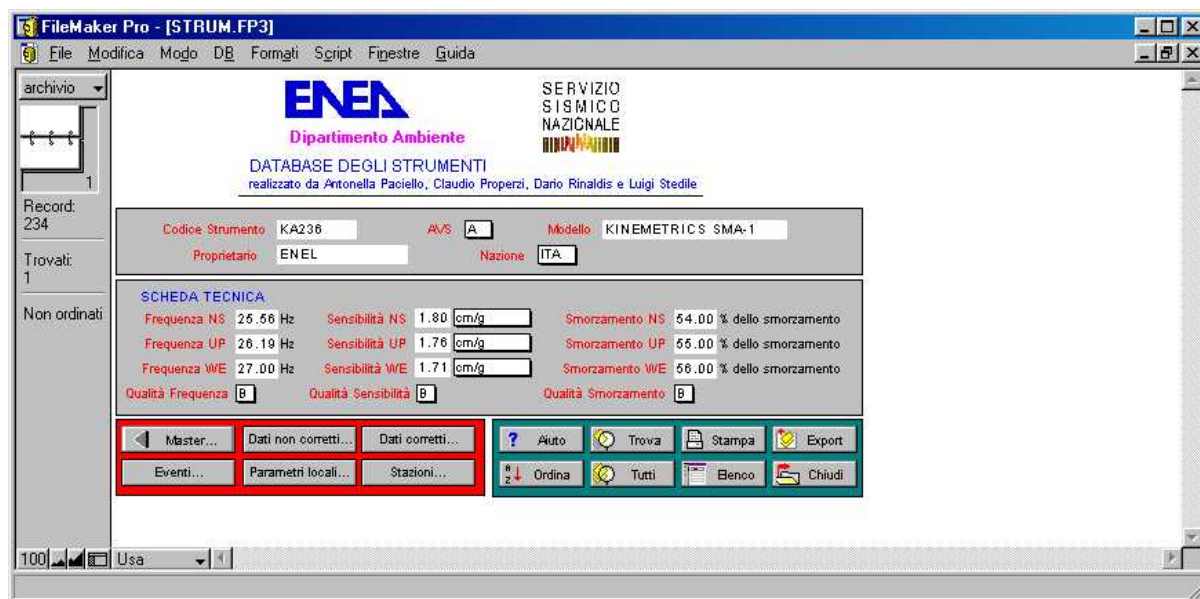 FileMaker Pro - [STRUM.FP3]
File Modifica Modo DB Formati Script Finestre Guida
archivio
1
Record:
234
Trovati:
1
Non ordinati
ENEA
Dipartimento Ambiente
SERVIZIO
SISMICO
NAZIONALE
DATABASE DEGLI STRUMENTI
realizzato da Antonella Paciello, Claudio Properzi, Dario Rinaldis e Luigi Stedile
Codice Strumento KA236 A/VS A Modello KINEMETRICS SMA-1
Proprietario ENEL Nazione ITA
SCHEDA TECNICA
Frequenza NS 25.56 Hz Sensibilità NS 1.80 cm/g Smorzamento NS 54.00 % dello smorzamento
Frequenza UP 26.19 Hz Sensibilità UP 1.76 cm/g Smorzamento UP 55.00 % dello smorzamento
Frequenza WE 27.00 Hz Sensibilità WE 1.71 cm/g Smorzamento WE 56.00 % dello smorzamento
Qualità Frequenza B Qualità Sensibilità B Qualità Smorzamento B
Master... Dati non corretti... Dati corretti... ? Aiuto Trova Stampa Export
Eventi... Parametri locali... Stazioni... Ordina Tutti Elenco Chiudi
100 Usa